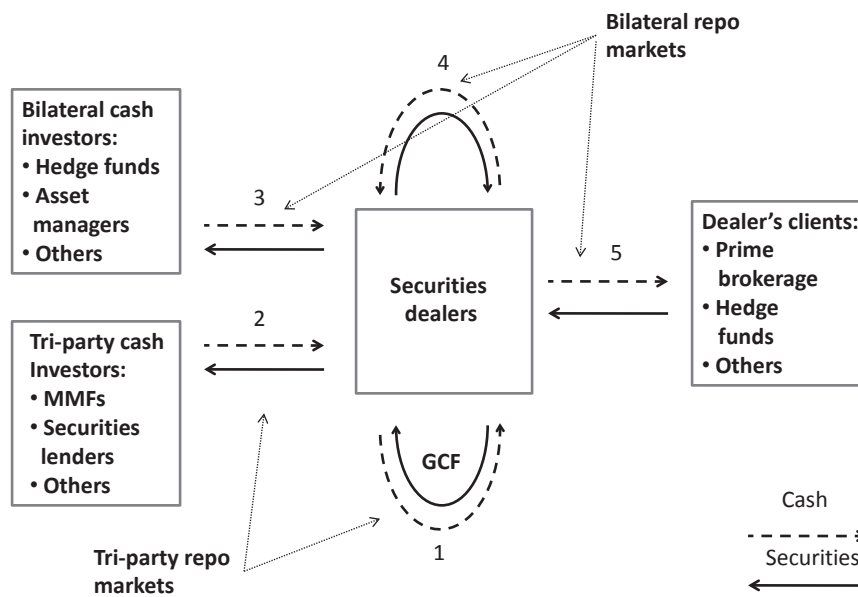 Bilateral repo
markets
4
Bilateral cash
investors:
• Hedge funds
• Asset
managers
• Others
3
Dealer's clients:
• Prime
brokerage
• Hedge
funds
• Others
5
Securities
dealers
2
Tri-party cash
Investors:
• MMFs
• Securities
lenders
• Others
GCF
1
Tri-party repo
markets
Cash
Securities